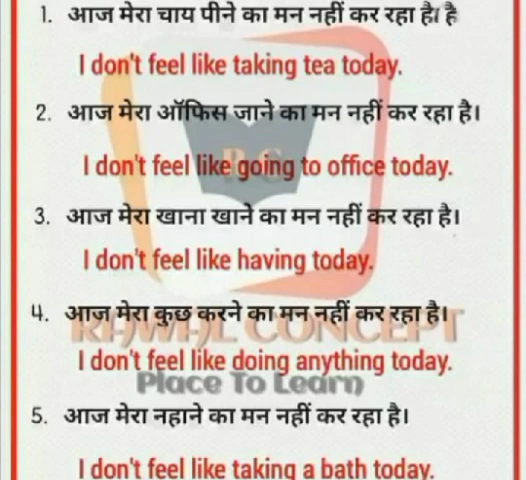 1. आज मेरा चाय पीने का मन नहीं कर रहा है। है
I don't feel like taking tea today.
2. आज मेरा ऑफिस जाने का मन नहीं कर रहा है।
I don't feel like going to office today.
3. आज मेरा खाना खाने का मन नहीं कर रहा है।
I don't feel like having today.
4. आज मेरा कुछ करने का मन नहीं कर रहा है।
RAWAL CONCEPT
I don't feel like doing anything today.
Place To Learn
5. आज मेरा नहाने का मन नहीं कर रहा है।
I don't feel like taking a bath today.